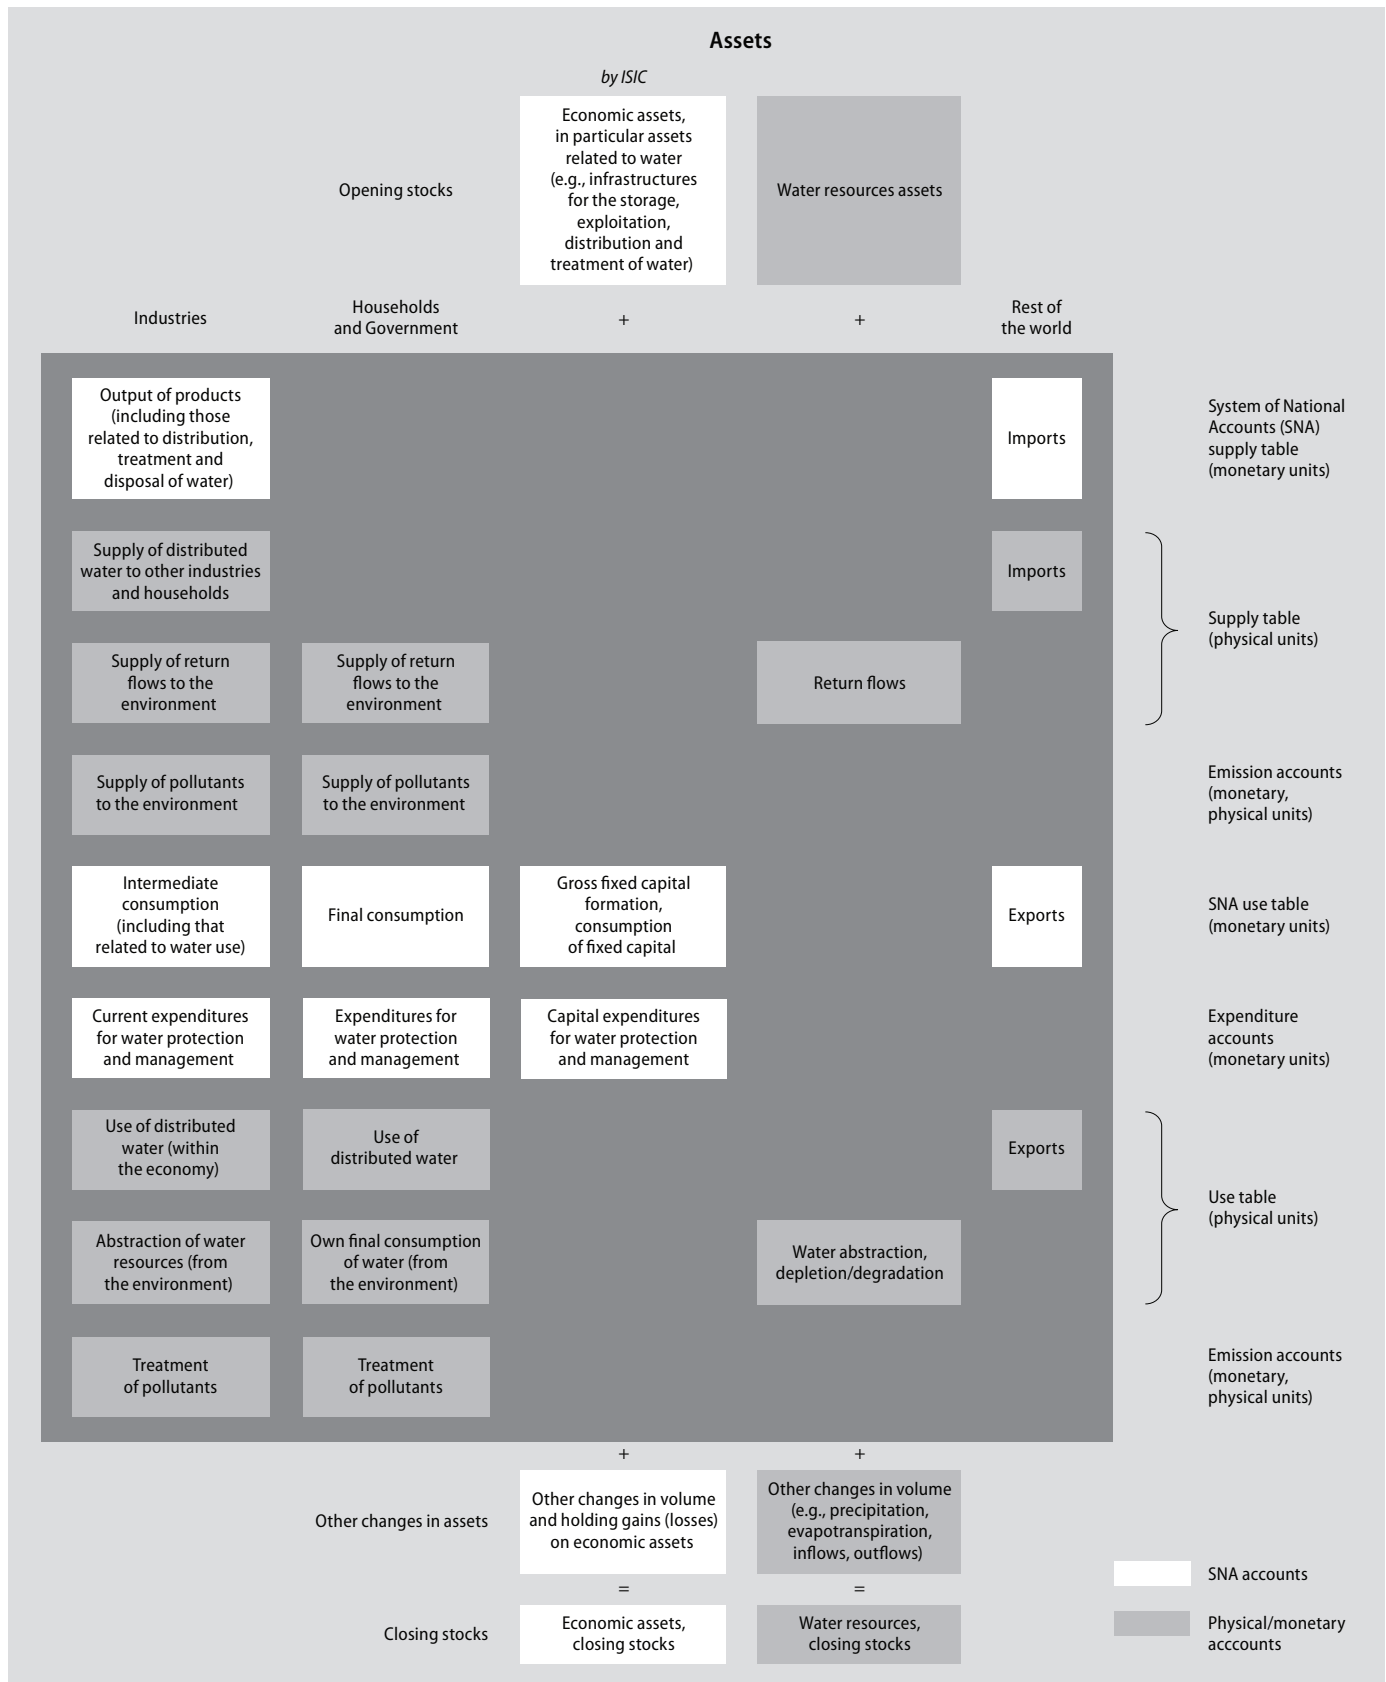 Assets
by ISIC
Opening stocks
Economic assets,
in particular assets
related to water
(e.g., infrastructures
for the storage,
exploitation,
distribution and
treatment of water)
Water resources assets
Industries
Households
and Government
+
+
Rest of
the world
Output of products
(including those
related to distribution,
treatment and
disposal of water)
Imports
System of National
Accounts (SNA)
supply table
(monetary units)
Supply of distributed
water to other industries
and households
Imports
Supply table
(physical units)
Supply of return
flows to the
environment
Supply of return
flows to the
environment
Return flows
Supply of pollutants
to the environment
Supply of pollutants
to the environment
Emission accounts
(monetary,
physical units)
Intermediate
consumption
(including that
related to water use)
Final consumption
Gross fixed capital
formation,
consumption
of fixed capital
Exports
SNA use table
(monetary units)
Current expenditures
for water protection
and management
Expenditures for
water protection
and management
Capital expenditures
for water protection
and management
Expenditure
accounts
(monetary units)
Use of distributed
water (within
the economy)
Use of
distributed water
Exports
Use table
(physical units)
Abstraction of water
resources (from
the environment)
Own final consumption
of water (from
the environment)
Water abstraction,
depletion/degradation
Treatment
of pollutants
Treatment
of pollutants
Emission accounts
(monetary,
physical units)
+
+
Other changes in assets
Other changes in volume
and holding gains (losses)
on economic assets
Other changes in volume
(e.g., precipitation,
evapotranspiration,
inflows, outflows)
=
=
Closing stocks
Economic assets,
closing stocks
Water resources,
closing stocks
SNA accounts
Physical/monetary
acccounts